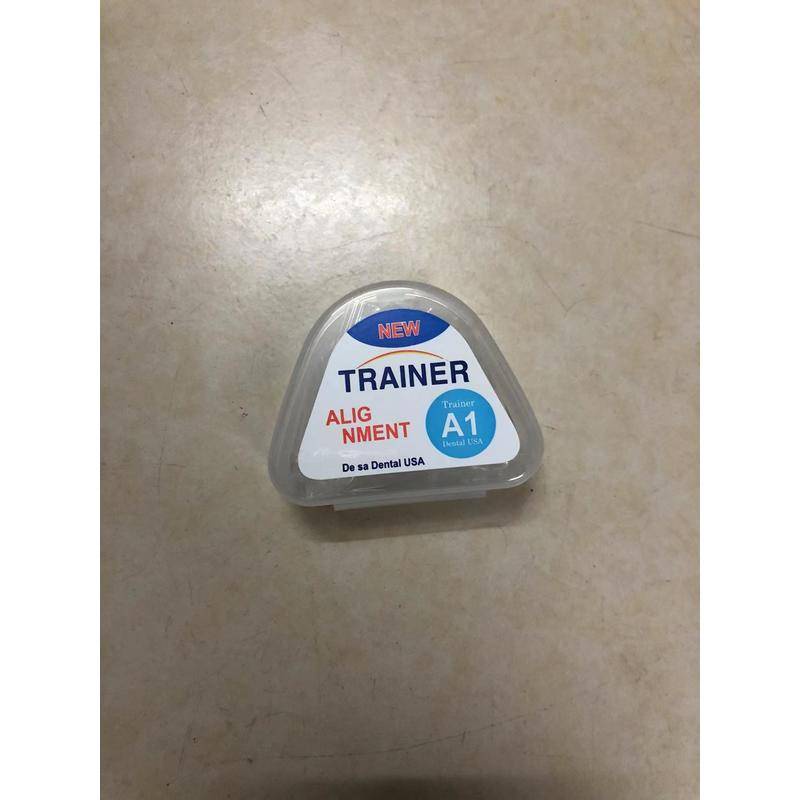 NEW
TRAINER
ALIG
NMENT
Trainer
A1
Dental USA
De sa Dental USA